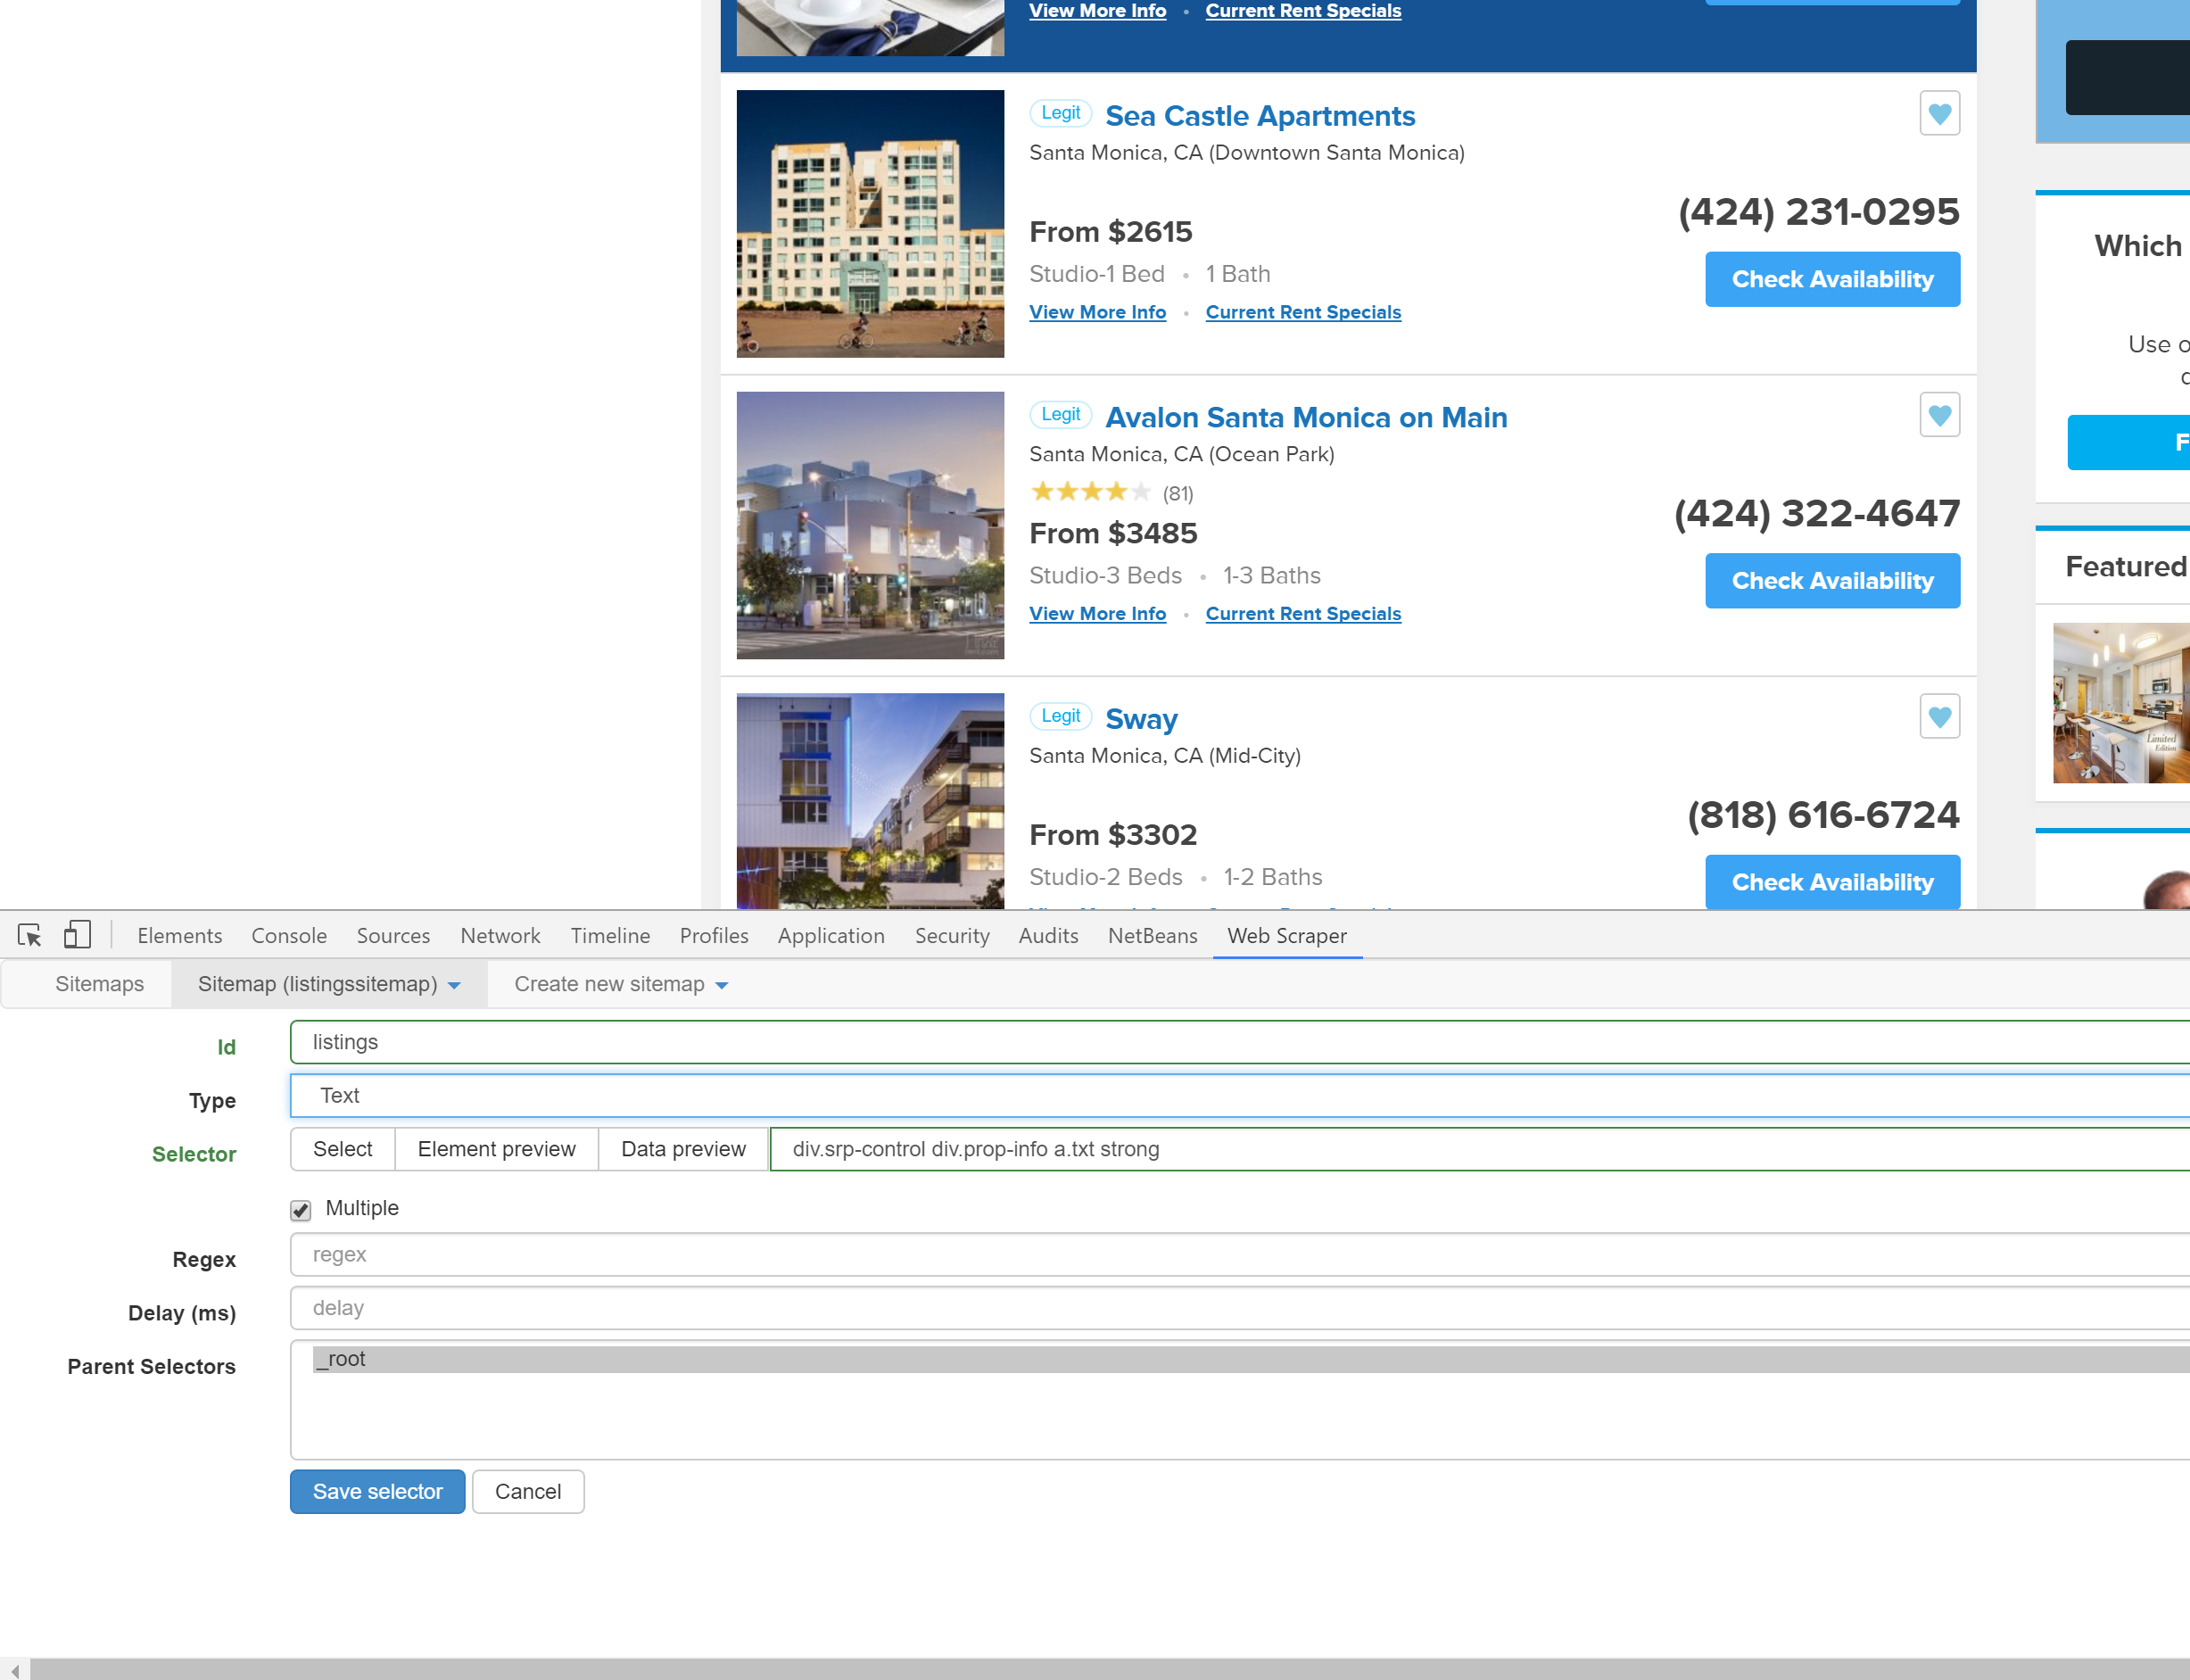 View More Info • Current Rent Specials
Legit Sea Castle Apartments
Santa Monica, CA (Downtown Santa Monica)
(424) 231-0295
From $2615
Studio-1 Bed • 1 Bath
Check Availability
View More Info • Current Rent Specials
Legit Avalon Santa Monica on Main
Santa Monica, CA (Ocean Park)
(81)
(424) 322-4647
From $3485
Studio-3 Beds • 1-3 Baths
Check Availability
View More Info • Current Rent Specials
Legit Sway
Santa Monica, CA (Mid-City)
(818) 616-6724
From $3302
Studio-2 Beds • 1-2 Baths
Check Availability
Which
Use
F
Featured
Limited
Edition
Elements Console Sources Network Timeline Profiles Application Security Audits NetBeans Web Scraper
Sitemaps Sitemap (listingssitemap) Create new sitemap
Id listings
Type Text
Selector Select Element preview Data preview div.srp-control div.prop-info a.txt strong
Multiple
Regex regex
Delay (ms) delay
Parent Selectors _root
Save selector Cancel